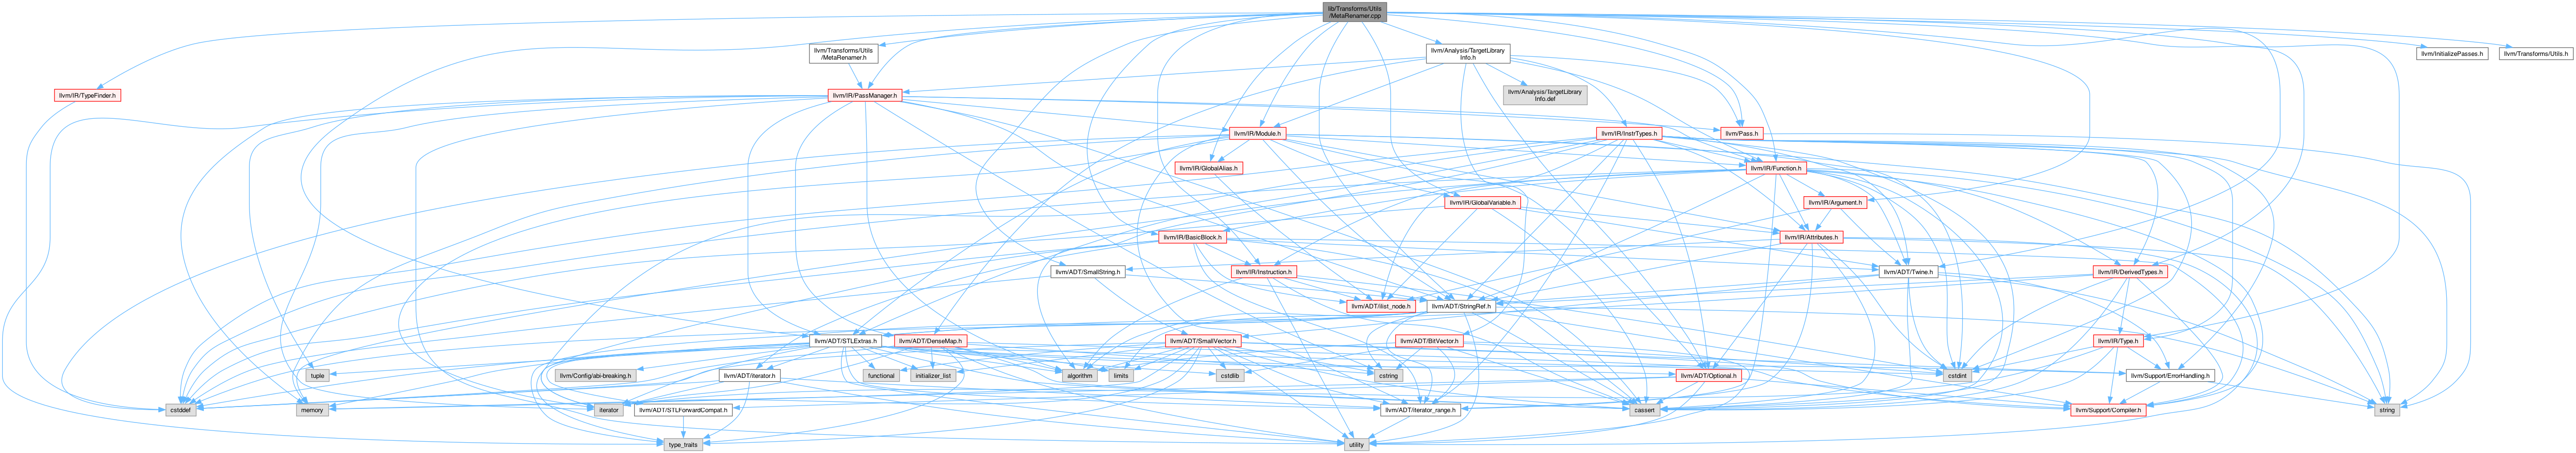 lib/Transforms/Utils
/MetaRenamer.cpp
llvm/Transforms/Utils
/MetaRenamer.h
llvm/Analysis/TargetLibrary
Info.h
llvm/InitializePasses.h
llvm/Transforms/Utils.h
llvm/IR/TypeFinder.h
llvm/IR/PassManager.h
llvm/Analysis/TargetLibrary
Info.def
llvm/IR/Module.h
llvm/IR/InstrTypes.h
llvm/Pass.h
llvm/IR/GlobalAlias.h
llvm/IR/Function.h
llvm/IR/GlobalVariable.h
llvm/IR/Argument.h
llvm/IR/BasicBlock.h
llvm/IR/Attributes.h
llvm/ADT/SmallString.h
llvm/IR/Instruction.h
llvm/ADT/Twine.h
llvm/IR/DerivedTypes.h
llvm/ADT/ilist_node.h
llvm/ADT/StringRef.h
llvm/ADT/STLExtras.h
llvm/ADT/DenseMap.h
llvm/ADT/SmallVector.h
llvm/ADT/BitVector.h
llvm/IR/Type.h
tuple
llvm/Config/abi-breaking.h
llvm/ADT/iterator.h
functional
initializer_list
algorithm
limits
cstdlib
cstring
llvm/ADT/Optional.h
cstdint
llvm/Support/ErrorHandling.h
cstddef
memory
iterator
llvm/ADT/STLForwardCompat.h
llvm/ADT/iterator_range.h
cassert
llvm/Support/Compiler.h
string
type_traits
utility